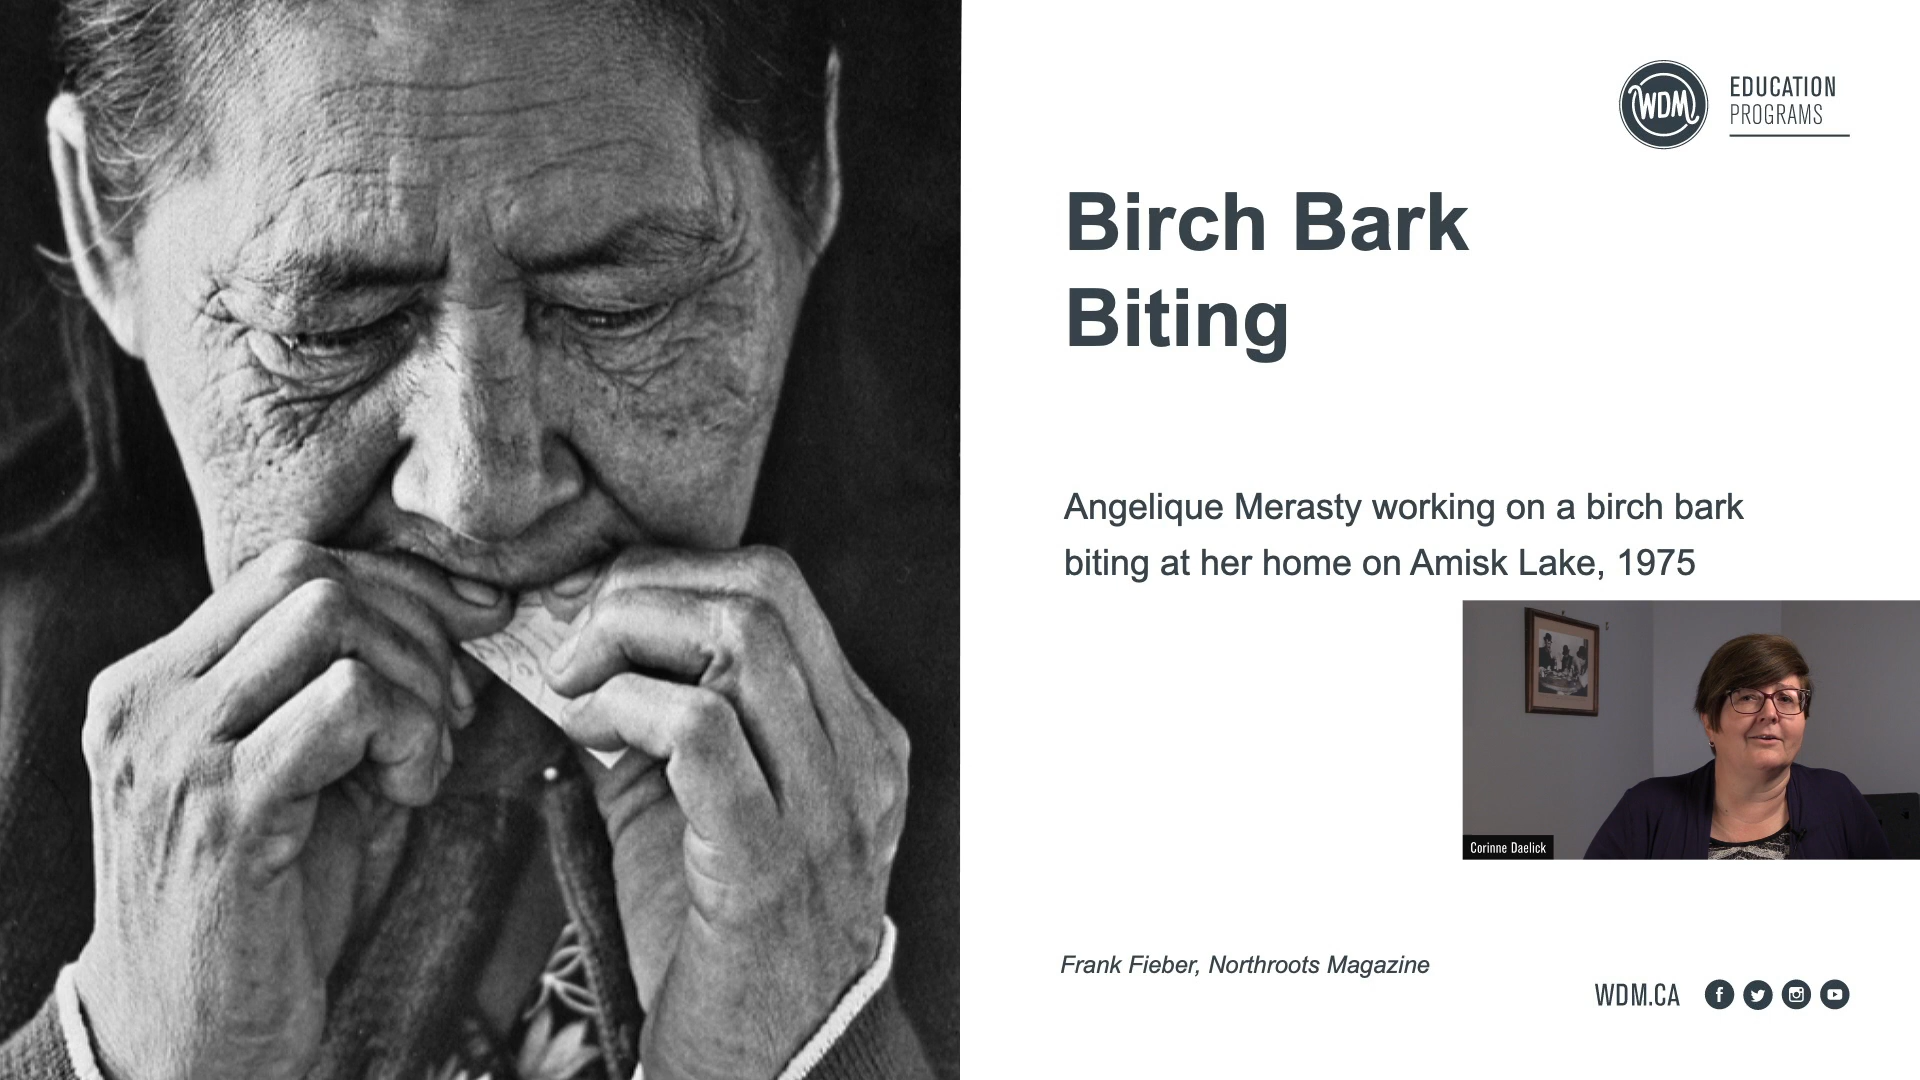 WDM
EDUCATION
PROGRAMS
Birch Bark
Biting
Angelique Merasty working on a birch bark
biting at her home on Amisk Lake, 1975
Corinne Daelick
Frank Fieber, Northroots Magazine
WDM.CA